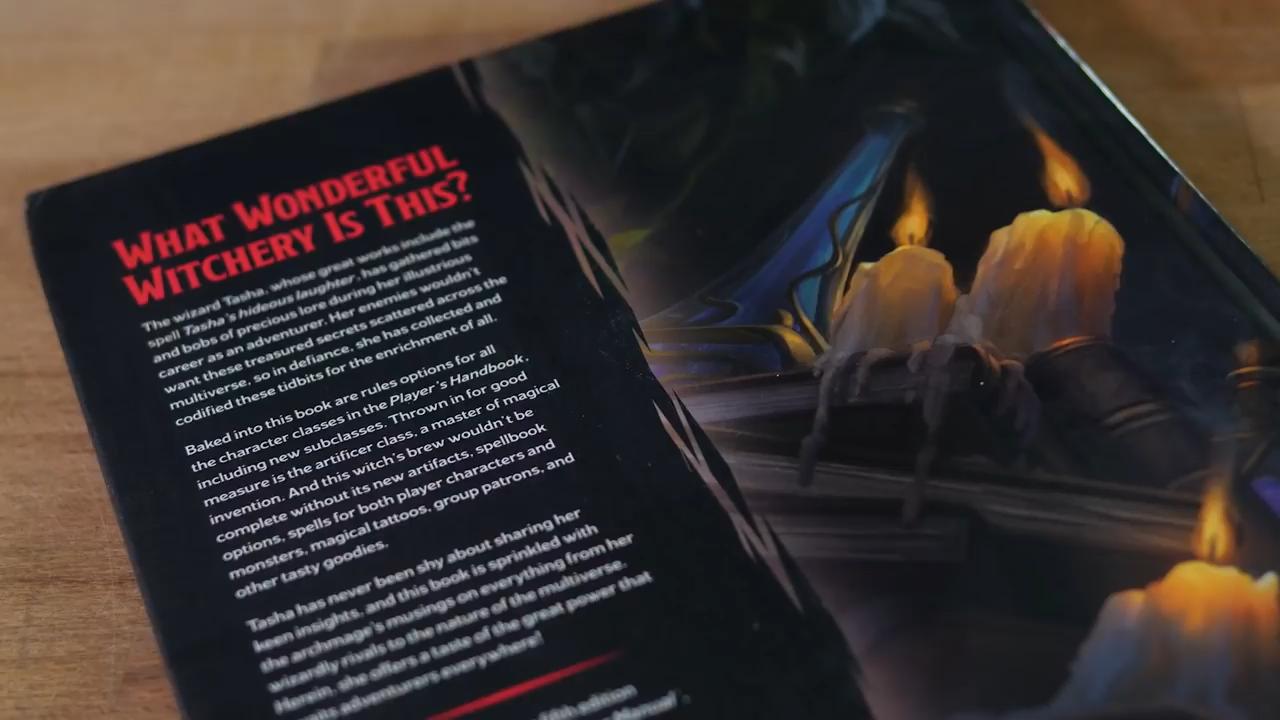 WHAT WONDERFUL
WITCHERY IS THIS?
The wizard Tasha, whose great works include the
spell Tasha's hideous laughter, has gathered bits
and bobs of precious lore during her illustrious
career as an adventurer. Her enemies wouldn't
want these treasured secrets scattered across the
multiverse, so in defiance, she has collected and
codified these tidbits for the enrichment of all.
Baked into this book are rules options for all
the character classes in the Player's Handbook,
including new subclasses. Thrown in for good
measure is the artificer class, a master of magical
invention. And this witch's brew wouldn't be
complete without its new artifacts, spellbook
options, spells for both player characters and
monsters, magical tattoos, group patrons, and
other tasty goodies.
Tasha has never been shy about sharing her
keen insights, and this book is sprinkled with
the archmage's musings on everything from her
wizardly rivals to the nature of the multiverse.
Herein, she offers a taste of the great power that
adventurers everywhere!
edition
Manual